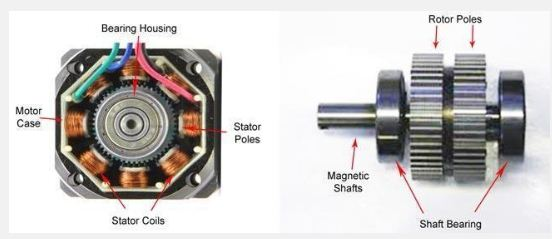 Bearing Housing
Motor
Case
Stator
Poles
Stator Coils
Rotor Poles
Magnetic
Shafts
Shaft Bearing